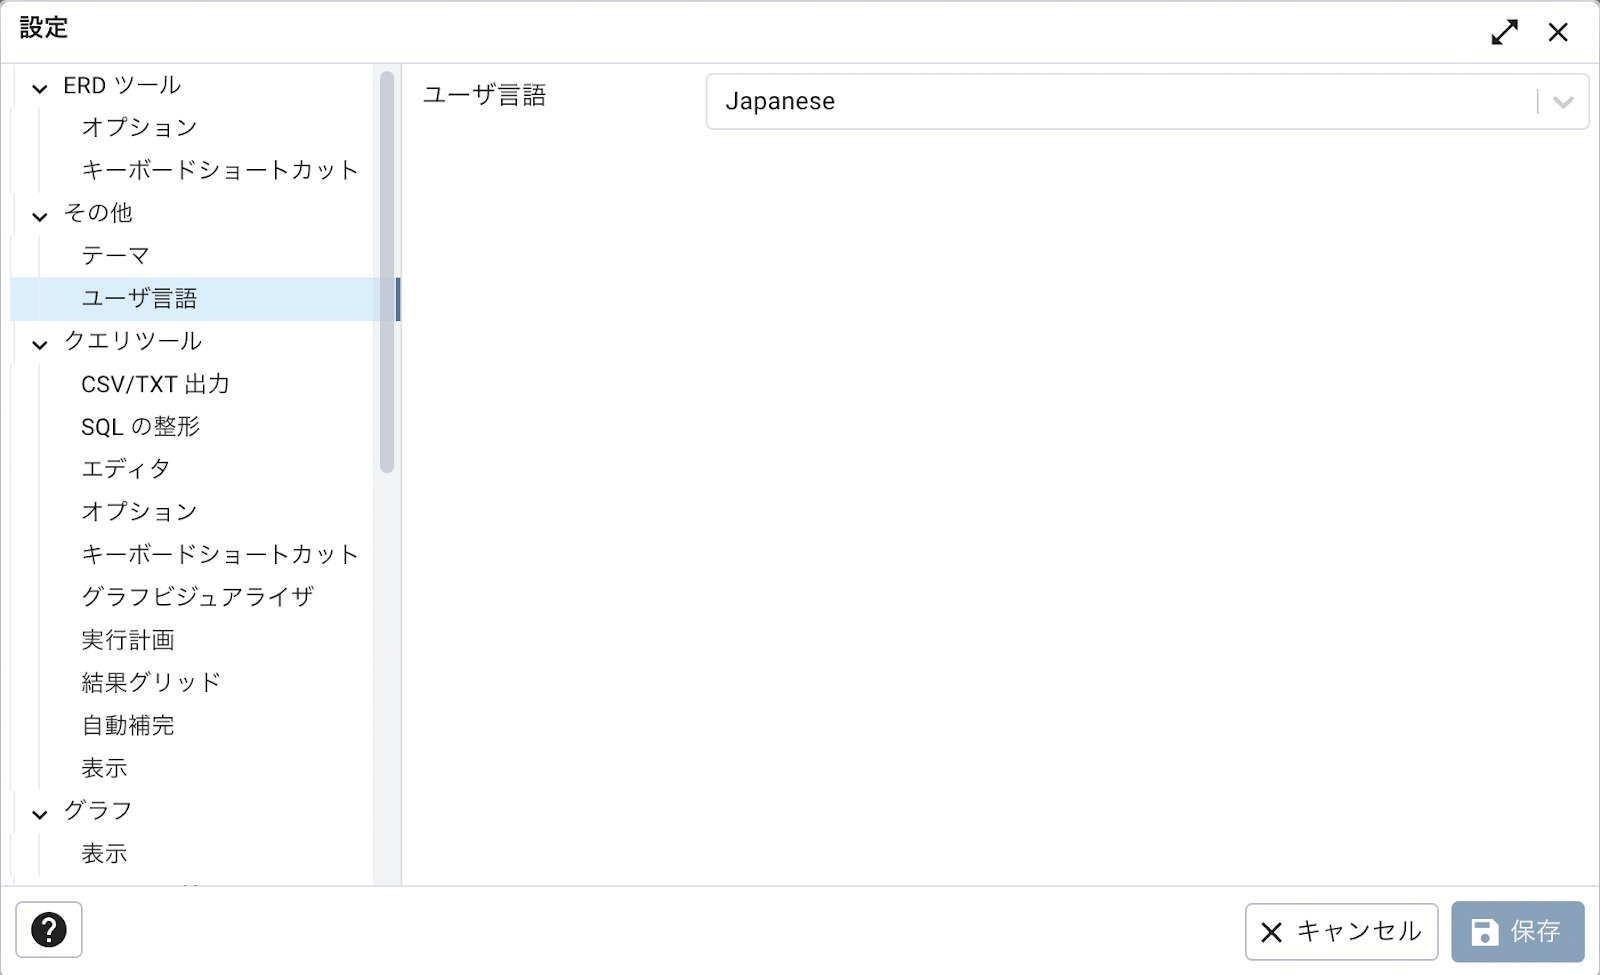 設定
ERD ツール
オプション
キーボードショートカット
その他
テーマ
ユーザ言語
クエリツール
CSV/TXT 出力
SQL の整形
エディタ
オプション
キーボードショートカット
グラフビジュアライザ
実行計画
結果グリッド
自動補完
表示
グラフ
表示
ユーザ言語
Japanese
キャンセル
保存